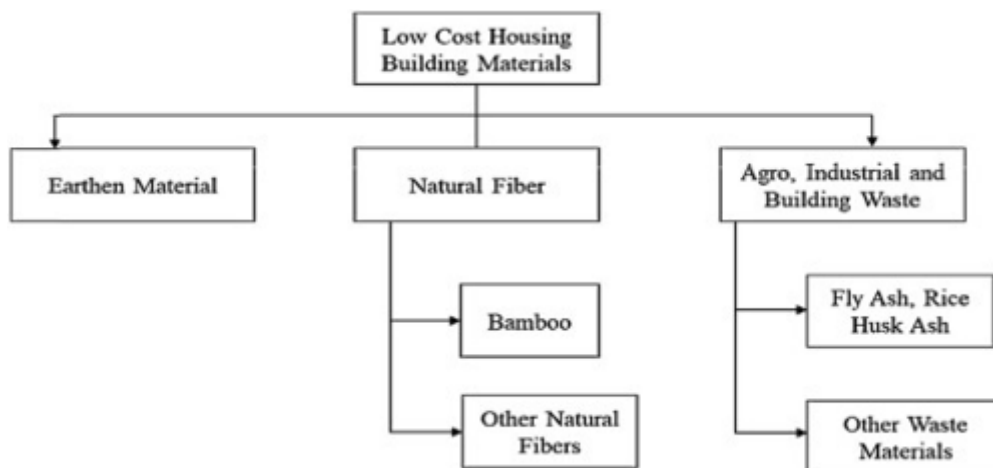 Low Cost Housing
Building Materials
Earthen Material
Natural Fiber
Agro, Industrial and
Building Waste
Bamboo
Fly Ash, Rice
Husk Ash
Other Natural
Fibers
Other Waste
Materials